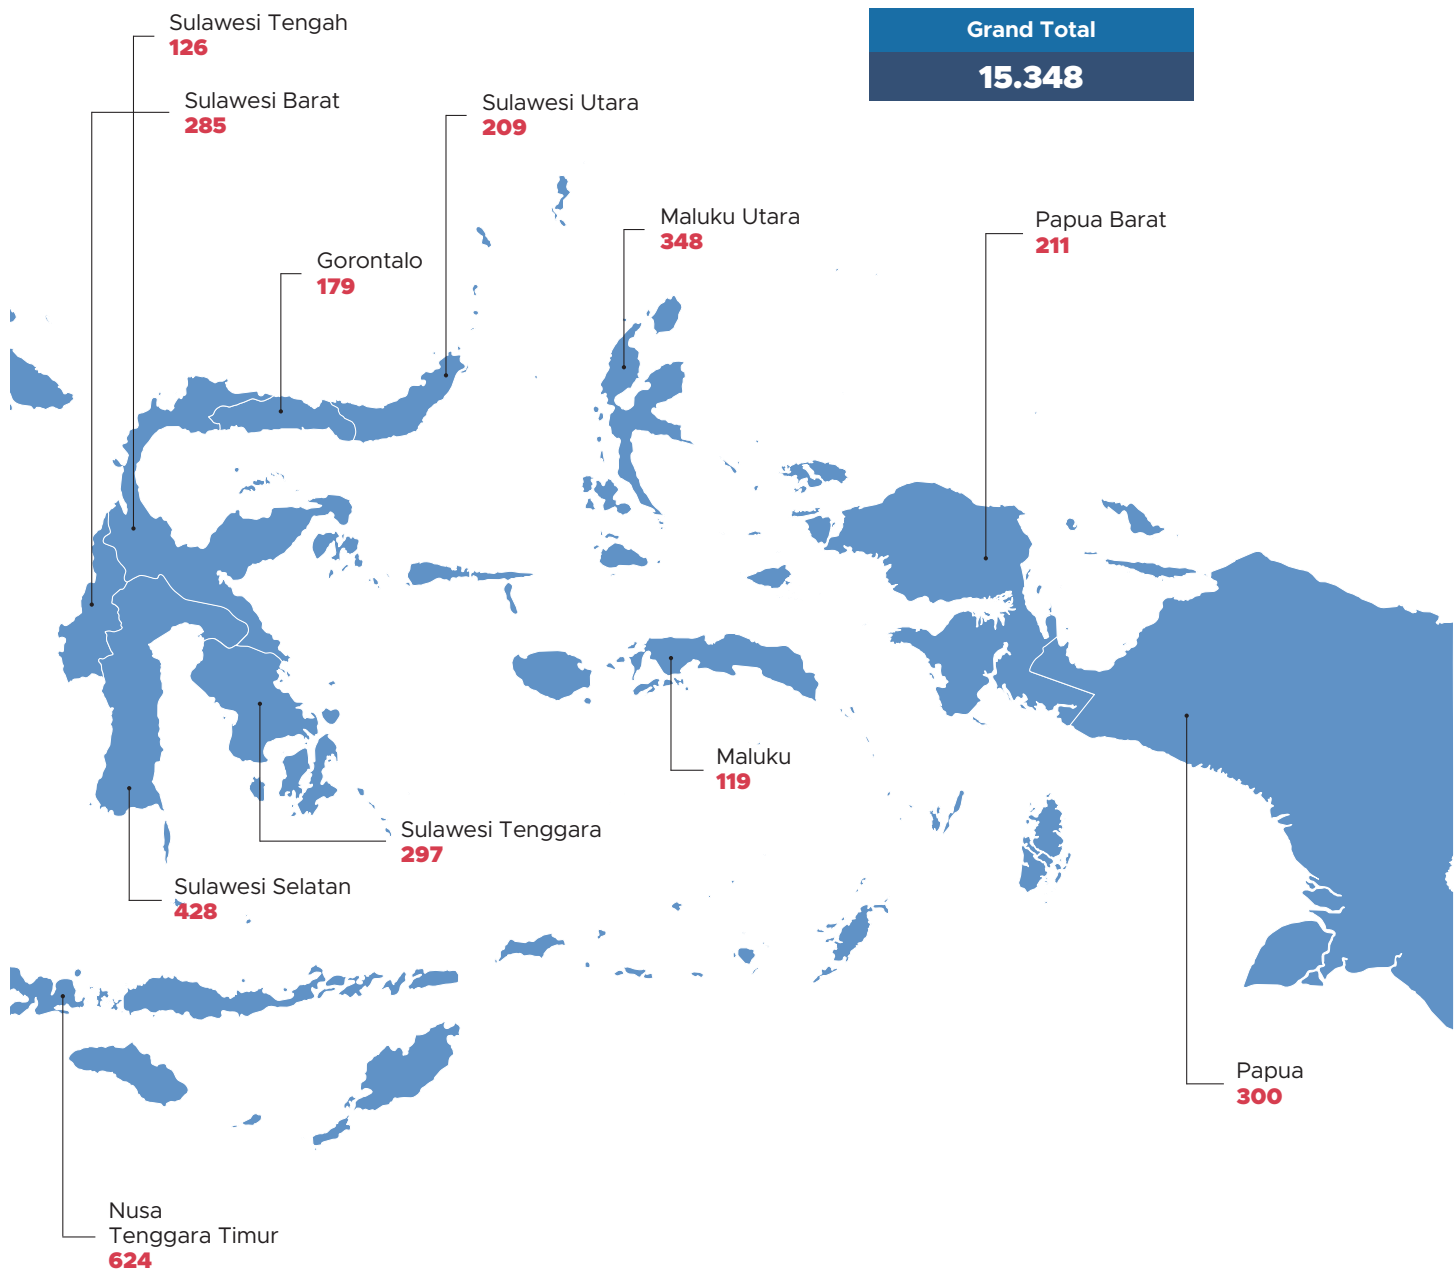 Sulawesi Tengah
126
Grand Total
15.348
Sulawesi Barat
285
Sulawesi Utara
209
Maluku Utara
348
Papua Barat
211
Gorontalo
179
Maluku
119
Sulawesi Tenggara
297
Sulawesi Selatan
428
Papua
300
Nusa
Tenggara Timur
624